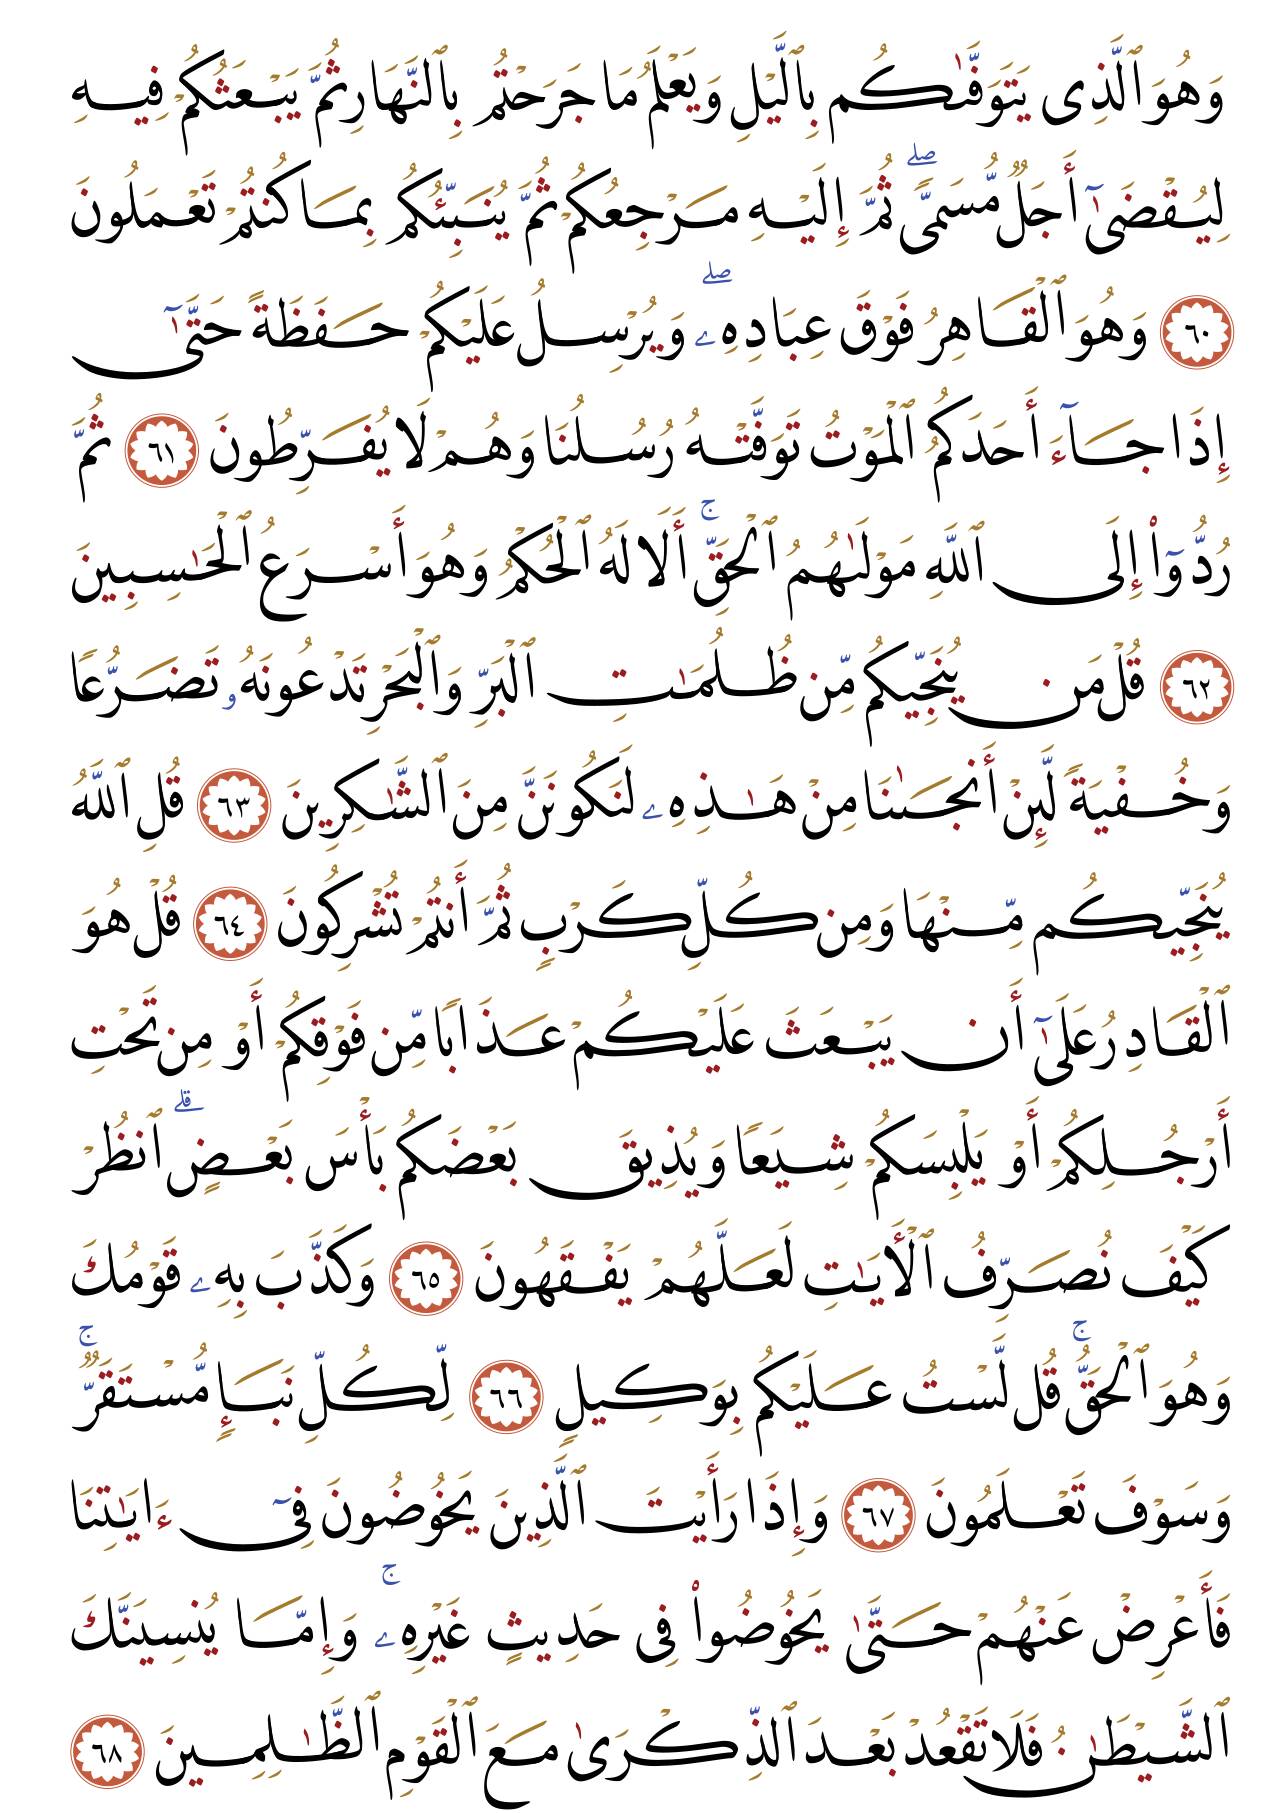 وَهُوَ ٱلَّذِى يَتَوَفَّىٰكُم بِٱلَّيْلِ وَيَعْلَمُ مَا جَرَحْتُم بِٱلنَّهَارِ ثُمَّ يَبْعَثُكُمْ فِيهِ
لِيُقْضَىٰٓ أَجَلٌ مُّسَمًّىۖ ثُمَّ إِلَيْهِ مَرْجِعُكُمْ ثُمَّ يُنَبِّئُكُم بِمَا كُنتُمْ تَعْمَلُونَ
٦٠ وَهُوَ ٱلْقَاهِرُ فَوْقَ عِبَادِهِۦۖ وَيُرْسِلُ عَلَيْكُمْ حَفَظَةً حَتَّىٰٓ
إِذَا جَآءَ أَحَدَكُمُ ٱلْمَوْتُ تَوَفَّتْهُ رُسُلُنَا وَهُمْ لَا يُفَرِّطُونَ ٦١ ثُمَّ
رُدُّوٓا۟ إِلَى ٱللَّهِ مَوْلَىٰهُمُ ٱلْحَقِّۚ أَلَا لَهُ ٱلْحُكْمُ وَهُوَ أَسْرَعُ ٱلْحَـٰسِبِينَ
٦٢ قُلْ مَن يُنَجِّيكُم مِّن ظُلُمَـٰتِ ٱلْبَرِّ وَٱلْبَحْرِ تَدْعُونَهُۥ تَضَرُّعًا
وَخُفْيَةً لَّئِنْ أَنجَىٰنَا مِنْ هَـٰذِهِۦ لَنَكُونَنَّ مِنَ ٱلشَّـٰكِرِينَ ٦٣ قُلِ ٱللَّهُ
يُنَجِّيكُم مِّنْهَا وَمِن كُلِّ كَرْبٍ ثُمَّ أَنتُمْ تُشْرِكُونَ ٦٤ قُلْ هُوَ
ٱلْقَادِرُ عَلَىٰٓ أَن يَبْعَثَ عَلَيْكُمْ عَذَابًا مِّن فَوْقِكُمْ أَوْ مِن تَحْتِ
أَرْجُلِكُمْ أَوْ يَلْبِسَكُمْ شِيَعًا وَيُذِيقَ بَعْضَكُم بَأْسَ بَعْضٍۗ ٱنظُرْ
كَيْفَ نُصَرِّفُ ٱلْـَٔايَـٰتِ لَعَلَّهُمْ يَفْقَهُونَ ٦٥ وَكَذَّبَ بِهِۦ قَوْمُكَ
وَهُوَ ٱلْحَقُّۚ قُل لَّسْتُ عَلَيْكُم بِوَكِيلٍ ٦٦ لِّكُلِّ نَبَإٍ مُّسْتَقَرٌّۚ
وَسَوْفَ تَعْلَمُونَ ٦٧ وَإِذَا رَأَيْتَ ٱلَّذِينَ يَخُوضُونَ فِىٓ ءَايَـٰتِنَا
فَأَعْرِضْ عَنْهُمْ حَتَّىٰ يَخُوضُوا۟ فِى حَدِيثٍ غَيْرِهِۦۚ وَإِمَّا يُنسِيَنَّكَ
ٱلشَّيْطَـٰنُ فَلَا تَقْعُدْ بَعْدَ ٱلذِّكْرَىٰ مَعَ ٱلْقَوْمِ ٱلظَّـٰلِمِينَ ٦٨